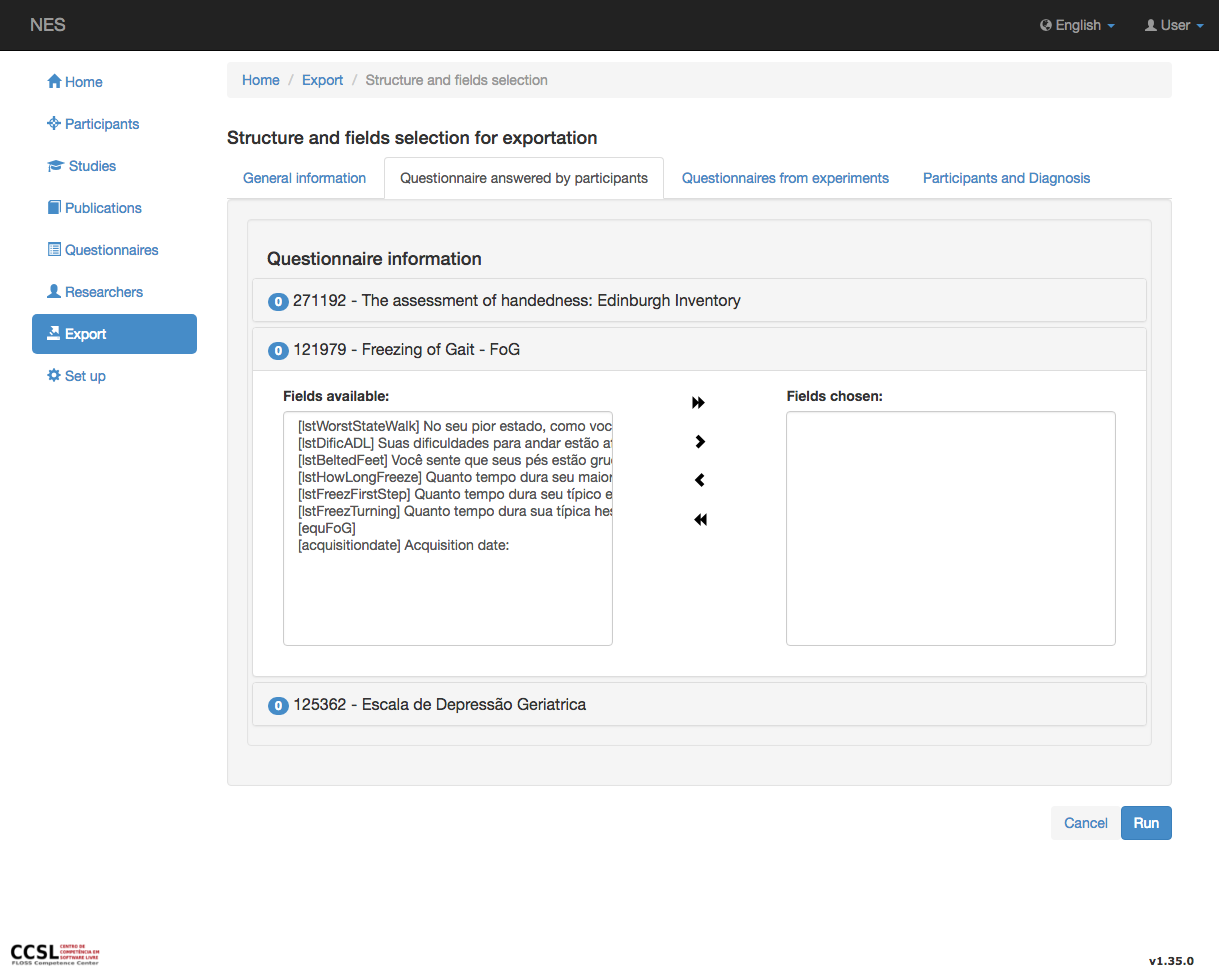 NES
English
User
Home
Participants
Studies
Publications
Questionnaires
Researchers
Export
Set up
Home / Export / Structure and fields selection
Structure and fields selection for exportation
General information
Questionnaire answered by participants
Questionnaires from experiments
Participants and Diagnosis
Questionnaire information
0 271192 - The assessment of handedness: Edinburgh Inventory
0 121979 - Freezing of Gait - FoG
Fields available:
[lstWorstStateWalk] No seu pior estado, como voc
[lstDificADL] Suas dificuldades para andar estão
[lstBeltedFeet] Você sente que seus pés estão
[lstHowLongFreeze] Quanto tempo dura seu
[lstFreezFirstStep] Quanto tempo dura seu típico
[lstFreezTurning] Quanto tempo dura sua típica
[equFoG]
[acquisitiondate] Acquisition date:
Fields chosen:
0 125362 - Escala de Depressão Geriatrica
Cancel
Run
CCSL
CENTRO DE
COMPETÊNCIA EM
SOFTWARE LIVRE
FLOSS Competence Center
v1.35.0